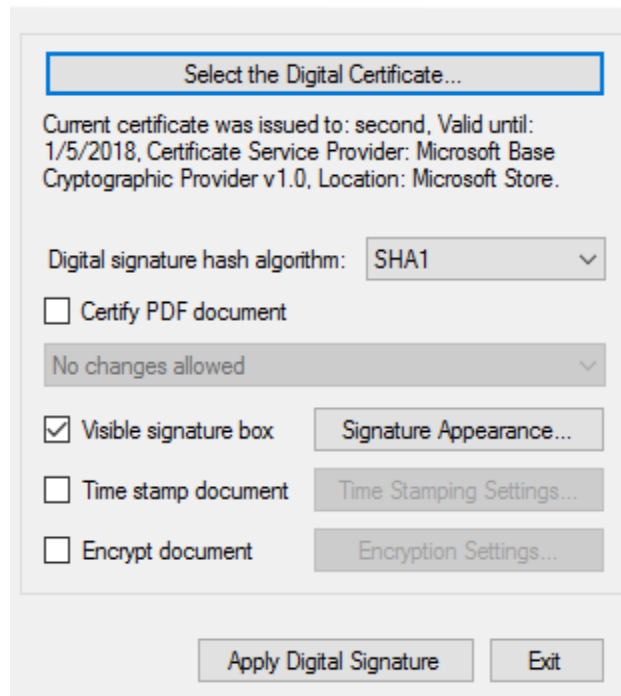 Select the Digital Certificate...
Current certificate was issued to: second, Valid until:
1/5/2018, Certificate Service Provider: Microsoft Base
Cryptographic Provider v1.0, Location: Microsoft Store.
Digital signature hash algorithm: SHA1
Certify PDF document
No changes allowed
Visible signature box Signature Appearance...
Time stamp document Time Stamping Settings...
Encrypt document Encryption Settings...
Apply Digital Signature Exit